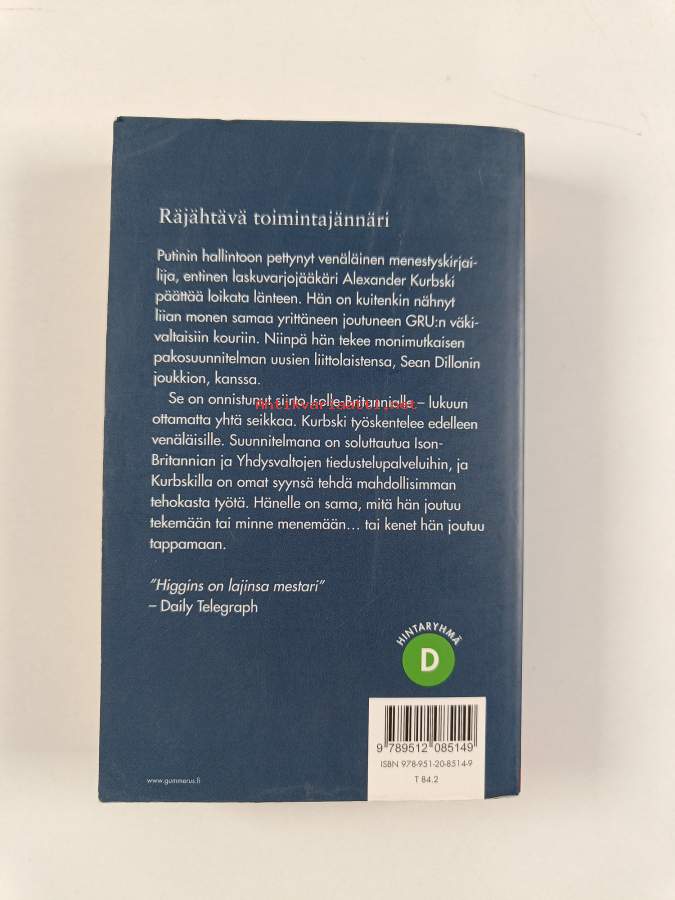 Räjähtävä toimintajännäri
Putinin hallintoon pettynyt venäläinen menestyskirjai-
lija, entinen laskuvarjojääkäri Alexander Kurbski
päättää loikata länteen. Hän on kuitenkin nähnyt
liian monen samaa yrittäneen joutuneen GRU:n väki-
valtaisiin kouriin. Niinpä hän tekee monimutkaisen
pakosuunnitelman uusien liittolaistensa, Sean Dillonin
joukkion, kanssa.
Se on onnistunut siirto Isolle-Britannialle – lukuun
Antikvariaatti.net
ottamatta yhtä seikkaa. Kurbski työskentelee edelleen
venäläisille. Suunnitelmana on soluttautua Ison-
Britannian ja Yhdysvaltojen tiedustelupalveluihin, ja
Kurbskilla on omat syynsä tehdä mahdollisimman
tehokasta työtä. Hänelle on sama, mitä hän joutuu
tekemään tai minne menemään... tai kenet hän joutuu
tappamaan.
”Higgins on lajinsa mestari”
– Daily Telegraph
HINTARYHMÄ
D
9 789512 085149
ISBN 978-951-20-8514-9
T 84.2
www.gummerus.fi